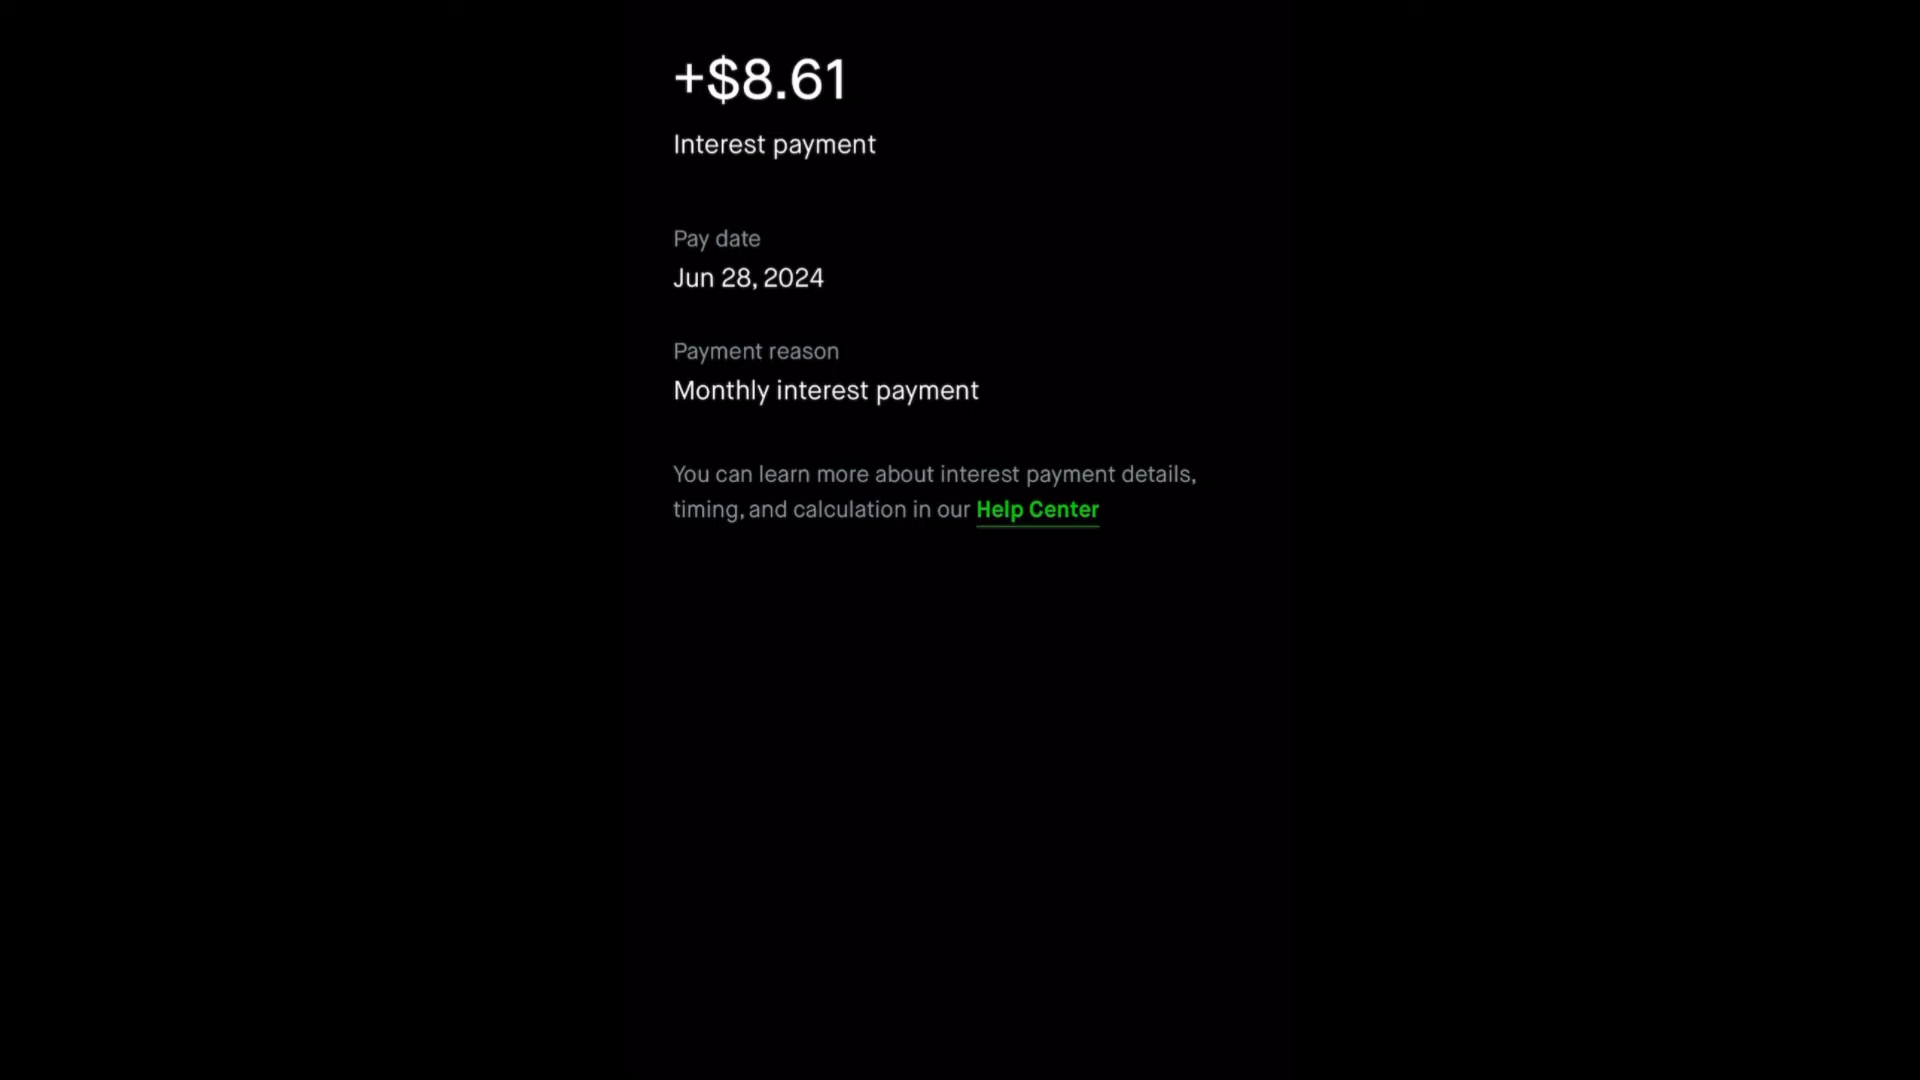 +$8.61
Interest payment
Pay date
Jun 28, 2024
Payment reason
Monthly interest payment
You can learn more about interest payment details,
timing, and calculation in our Help Center